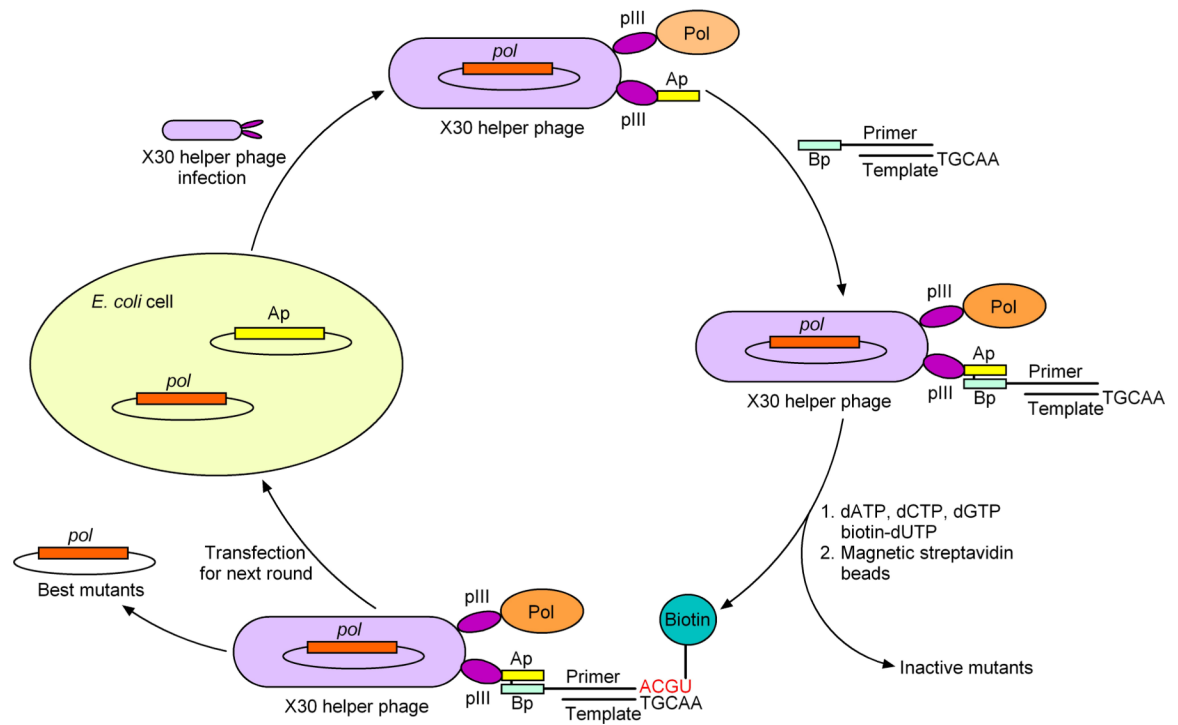 pIII
Pol
pol
Ap
pIII
X30 helper phage
X30 helper phage
infection
Primer
Bp
Template
TGCAA
E. coli cell
Ap
pol
pIII
Pol
pol
Ap
Primer
pIII
Bp
Template
TGCAA
X30 helper phage
1. dATP, dCTP, dGTP
biotin-dUTP
2. Magnetic streptavidin
beads
pol
Best mutants
Transfection
for next round
pIII
Pol
Biotin
pol
Ap
Primer
ACGU
pIII
Bp
Template
TGCAA
X30 helper phage
Inactive mutants